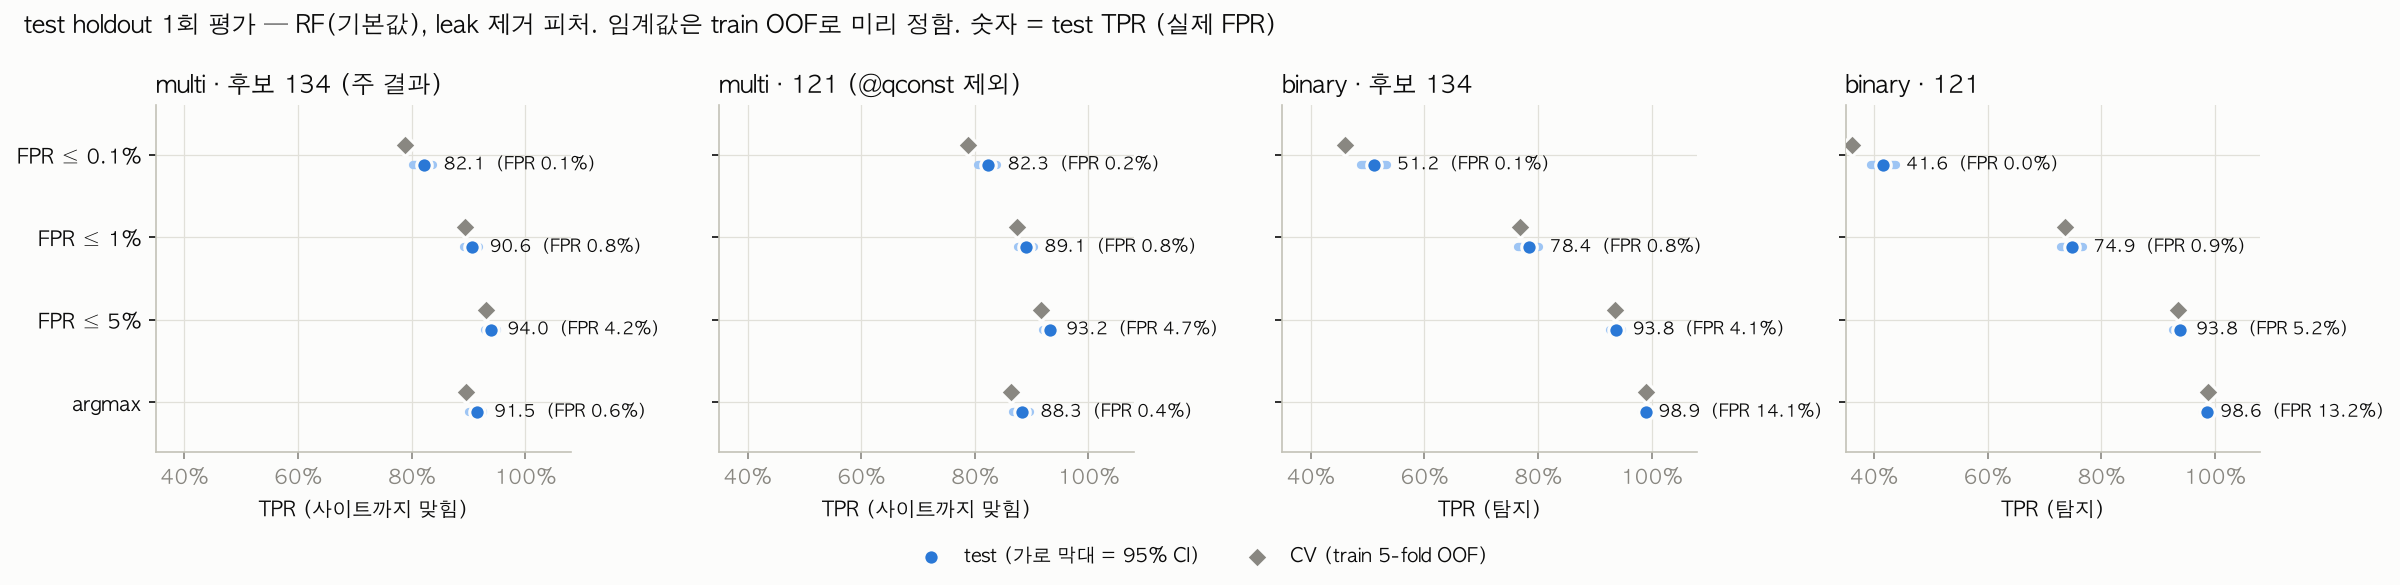 test holdout 1회 평가 — RF(기본값), leak 제거 피처. 임계값은 train OOF로 미리 정함. 숫자 = test TPR (실제 FPR)
multi · 후보 134 (주 결과)
FPR ≤ 0.1%
82.1 (FPR 0.1%)
FPR ≤ 1%
90.6 (FPR 0.8%)
FPR ≤ 5%
94.0 (FPR 4.2%)
argmax
91.5 (FPR 0.6%)
40% 60% 80% 100%
TPR (사이트까지 맞힘)
multi · 121 (@qconst 제외)
82.3 (FPR 0.2%)
89.1 (FPR 0.8%)
93.2 (FPR 4.7%)
88.3 (FPR 0.4%)
40% 60% 80% 100%
TPR (사이트까지 맞힘)
binary · 후보 134
51.2 (FPR 0.1%)
78.4 (FPR 0.8%)
93.8 (FPR 4.1%)
98.9 (FPR 14.1%)
40% 60% 80% 100%
TPR (탐지)
binary · 121
41.6 (FPR 0.0%)
74.9 (FPR 0.9%)
93.8 (FPR 5.2%)
98.6 (FPR 13.2%)
40% 60% 80% 100%
TPR (탐지)
test (가로 막대 = 95% CI)
CV (train 5-fold OOF)